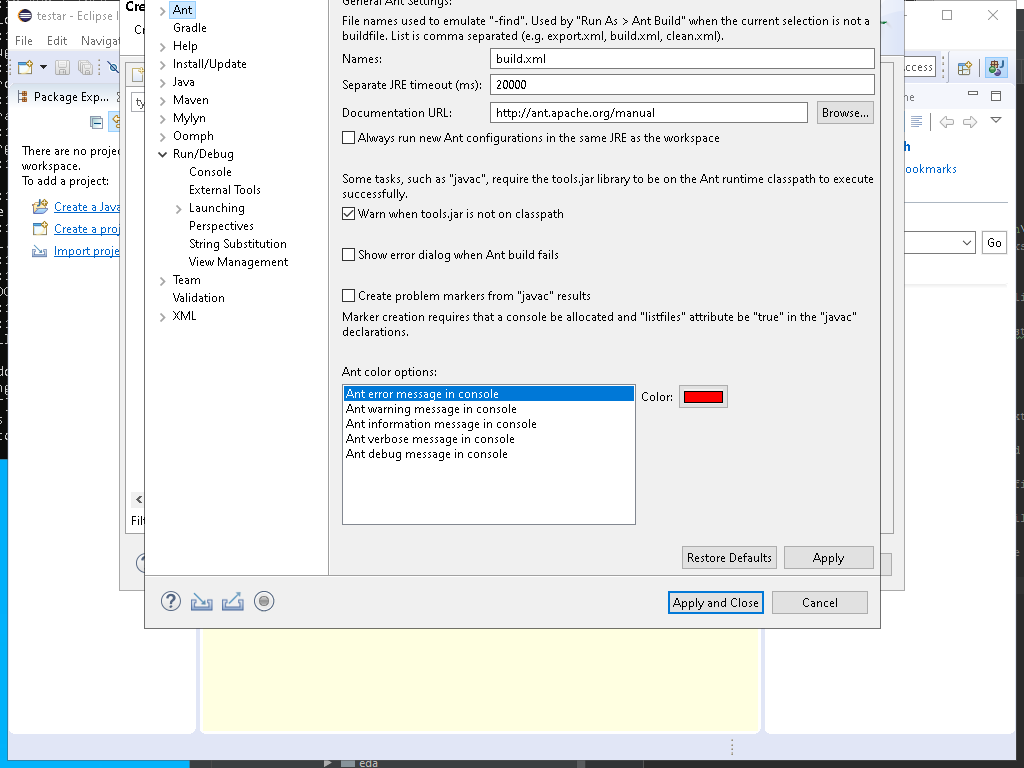 testar - Eclipse I
File Edit Navigat
Package Exp...
There are no projec
workspace.
To add a project:
Create a Java
Create a proj
Import proje
Cre
Cr
ty
Filt
Ant
Gradle
Help
Install/Update
Java
Maven
Mylyn
Oomph
Run/Debug
Console
External Tools
Launching
Perspectives
String Substitution
View Management
Team
Validation
XML
General Ant Settings:
File names used to emulate "-find". Used by "Run As > Ant Build" when the current selection is not a
buildfile. List is comma separated (e.g. export.xml, build.xml, clean.xml).
Names: build.xml
Separate JRE timeout (ms): 20000
Documentation URL: http://ant.apache.org/manual Browse...
Always run new Ant configurations in the same JRE as the workspace
Some tasks, such as "javac", require the tools.jar library to be on the Ant runtime classpath to execute
successfully.
Warn when tools.jar is not on classpath
Show error dialog when Ant build fails
Create problem markers from "javac" results
Marker creation requires that a console be allocated and "listfiles" attribute be "true" in the "javac"
declarations.
Ant color options:
Ant error message in console
Ant warning message in console
Ant information message in console
Ant verbose message in console
Ant debug message in console
Color:
Restore Defaults Apply
Apply and Close Cancel
ccess
ne
h
ookmarks
Go
eda